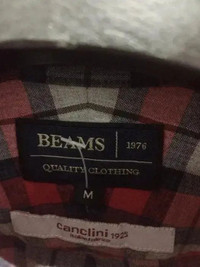 BEAMS | 1976
QUALITY CLOTHING
M
canclini 1925